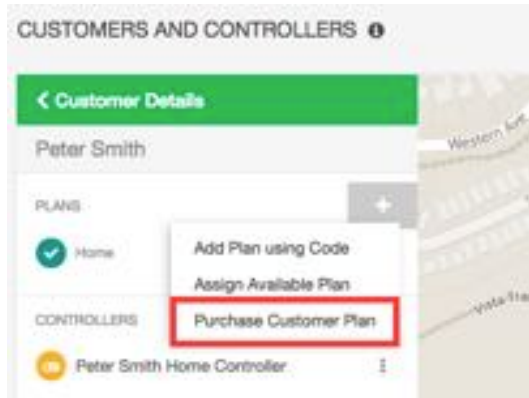 CUSTOMERS AND CONTROLLERS
Customer Details
Peter Smith
PLANS
Home
Add Plan using Code
Assign Available Plan
Purchase Customer Plan
CONTROLLERS
Peter Smith Home Controller
Western Ave